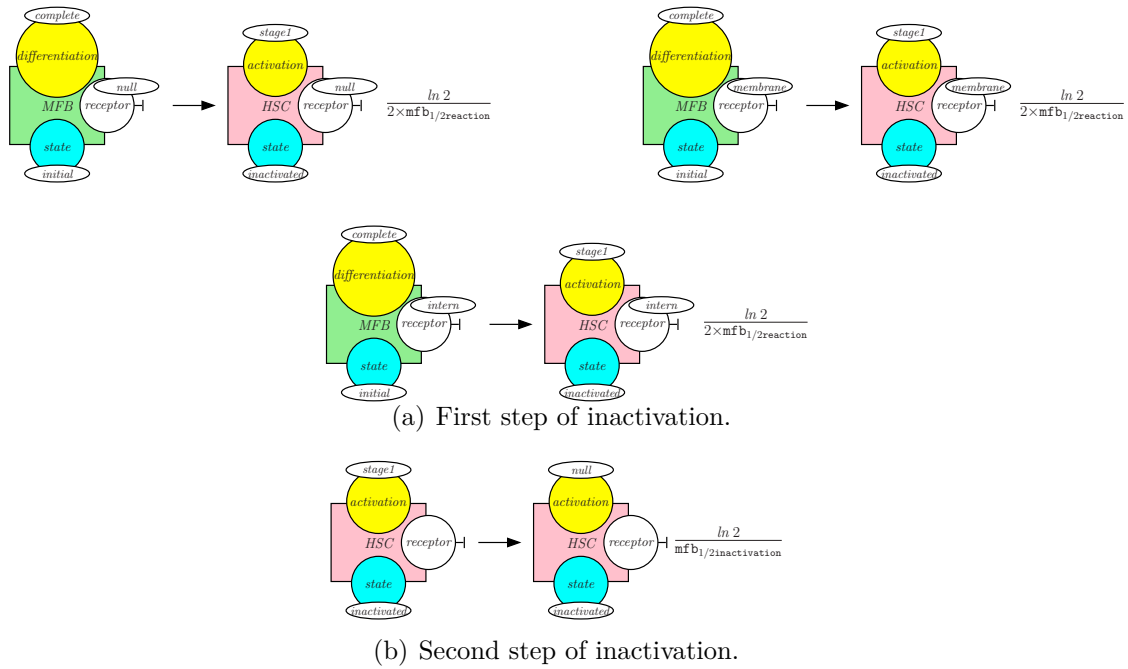 complete
differentiation
MFB
null
receptor
state
initial
stage1
activation
HSC
null
receptor
state
inactivated
ln 2
2×mfb1/2reaction
complete
differentiation
MFB
membrane
receptor
state
initial
stage1
activation
HSC
membrane
receptor
state
inactivated
ln 2
2×mfb1/2reaction
complete
differentiation
MFB
intern
receptor
state
initial
stage1
activation
HSC
intern
receptor
state
inactivated
ln 2
2×mfb1/2reaction
(a) First step of inactivation.
stage1
activation
HSC
receptor
state
inactivated
null
activation
HSC
receptor
state
inactivated
ln 2
mfb1/2inactivation
(b) Second step of inactivation.